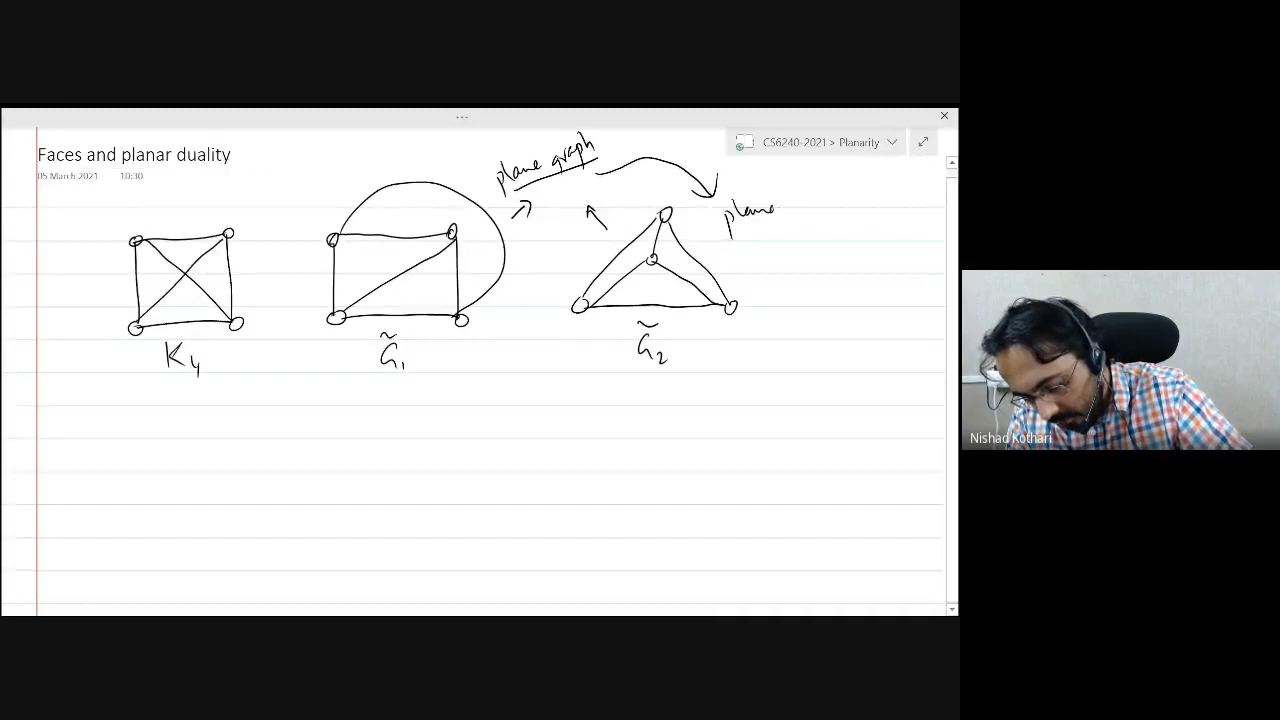 CS6240-2021 > Planarity
Faces and planar duality
05 March 2021 10:30
plane graph
plane
K₄
G̃₁
G̃₂
Nishad Kothari